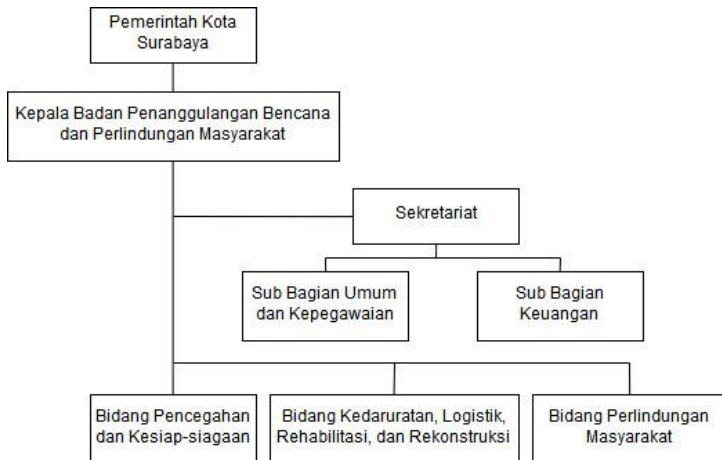 Pemerintah Kota
Surabaya
Kepala Badan Penanggulangan Bencana
dan Perlindungan Masyarakat
Sekretariat
Sub Bagian Umum
dan Kepegawaian
Sub Bagian
Keuangan
Bidang Pencegahan
dan Kesiap-siagaan
Bidang Kedaruratan, Logistik,
Rehabilitasi, dan Rekonstruksi
Bidang Perlindungan
Masyarakat